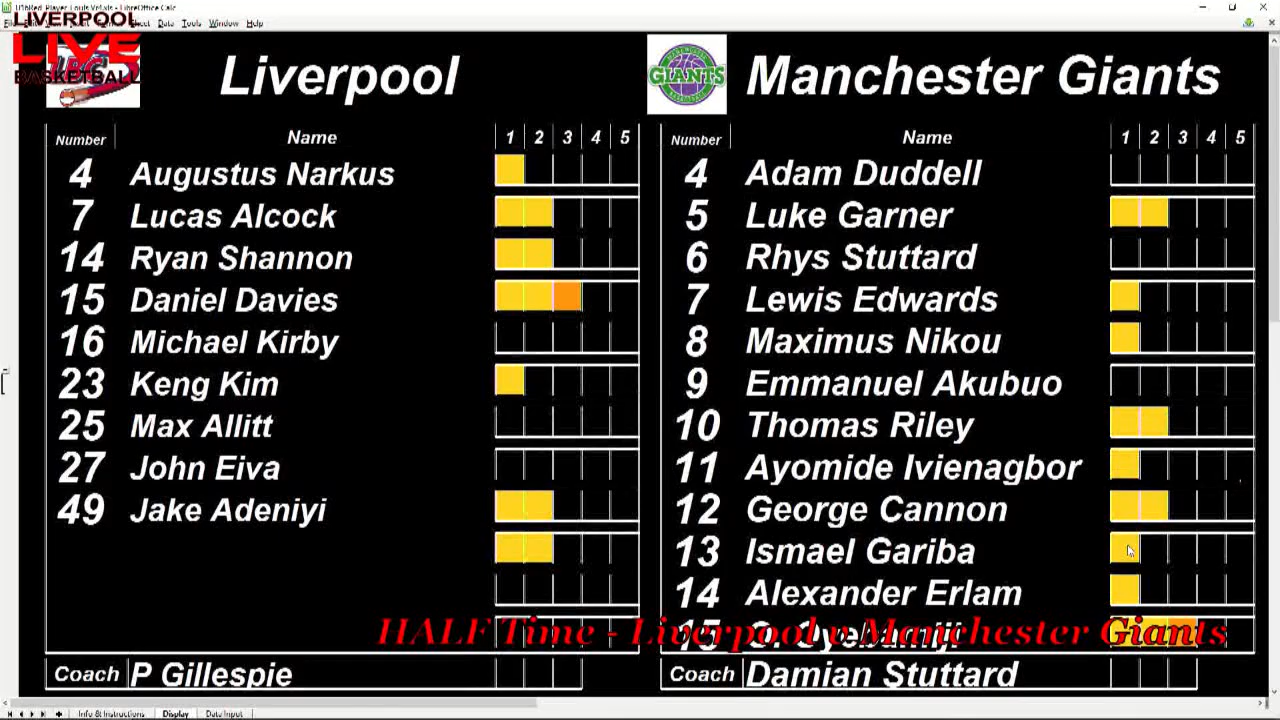 LIVERPOOL
LIVE
BASKETBALL
Data Tools Window Help
Liverpool
GIANTS
Manchester Giants
Number Name 1 2 3 4 5
4 Augustus Narkus
7 Lucas Alcock
14 Ryan Shannon
15 Daniel Davies
16 Michael Kirby
23 Keng Kim
25 Max Allitt
27 John Eiva
49 Jake Adeniyi
Coach P Gillespie
Number Name 1 2 3 4 5
4 Adam Duddell
5 Luke Garner
6 Rhys Stuttard
7 Lewis Edwards
8 Maximus Nikou
9 Emmanuel Akubuo
10 Thomas Riley
11 Ayomide Ivienagbor
12 George Cannon
13 Ismael Gariba
14 Alexander Erlam
15
HALF Time - Liverpool v Manchester Giants
Coach Damian Stuttard
Info & Instructions Display Data Input